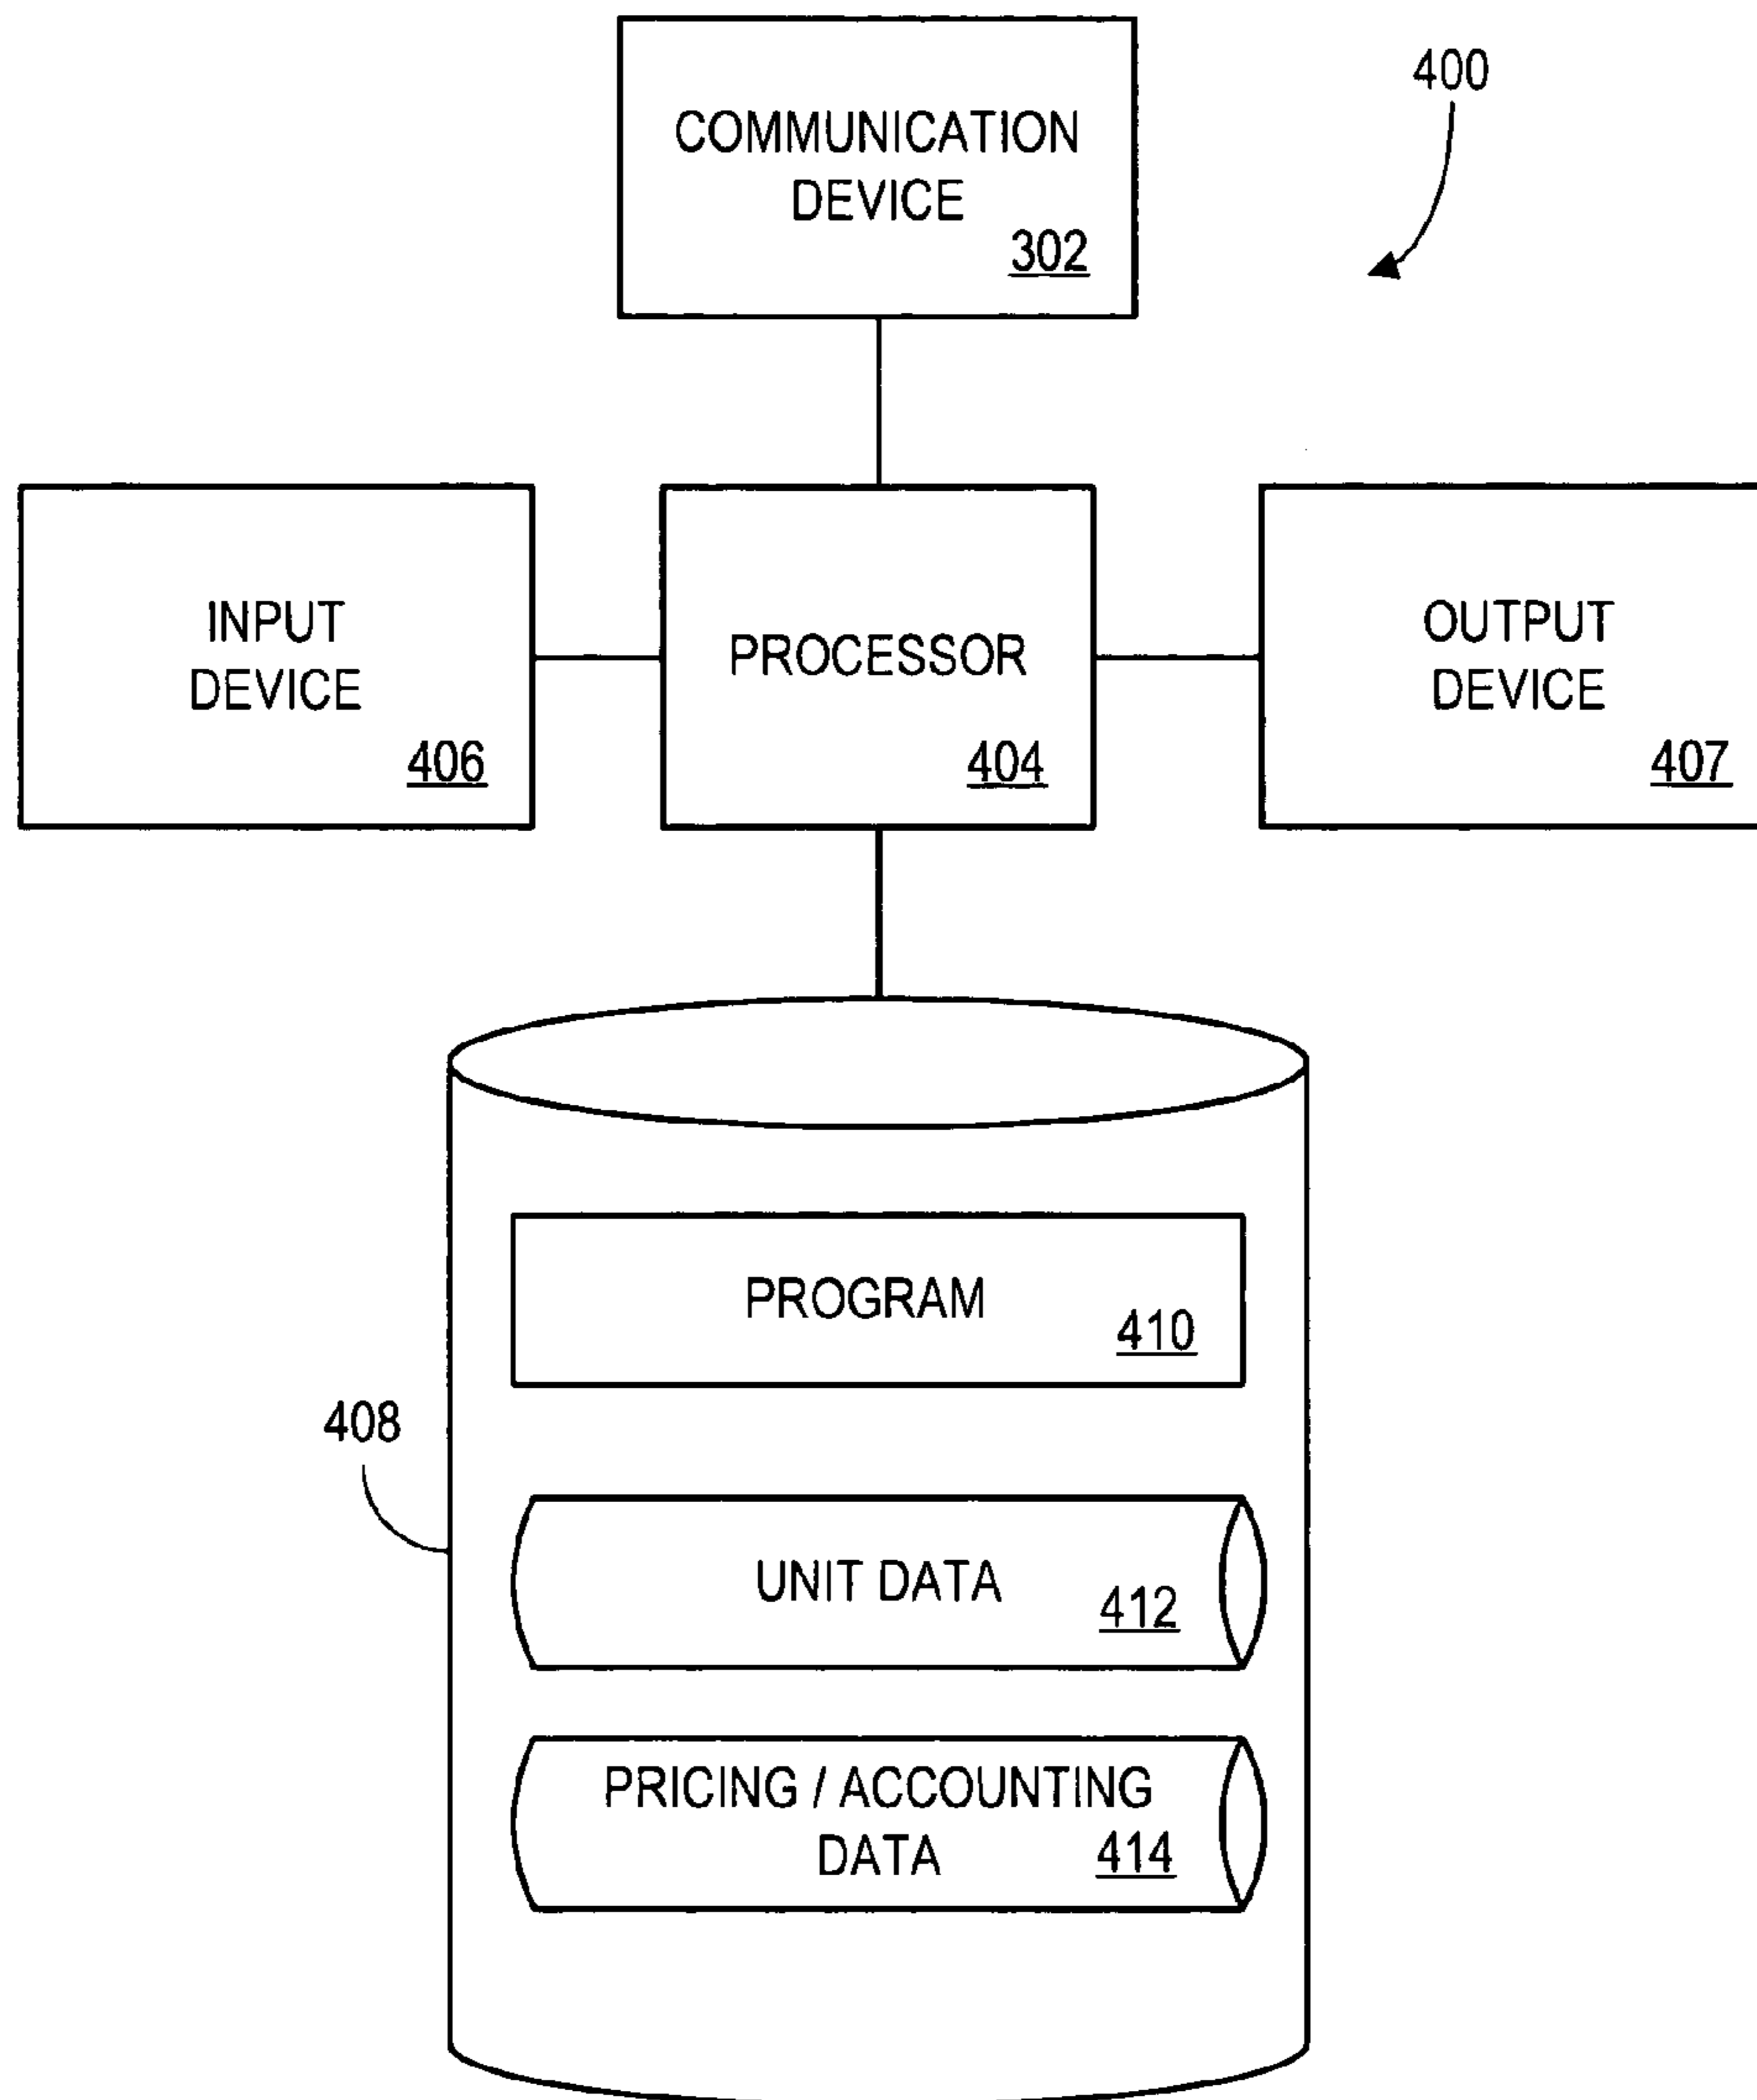 COMMUNICATION
DEVICE
302
400
INPUT
DEVICE
406
PROCESSOR
404
OUTPUT
DEVICE
407
PROGRAM
410
408
UNIT DATA
412
PRICING / ACCOUNTING
DATA
414